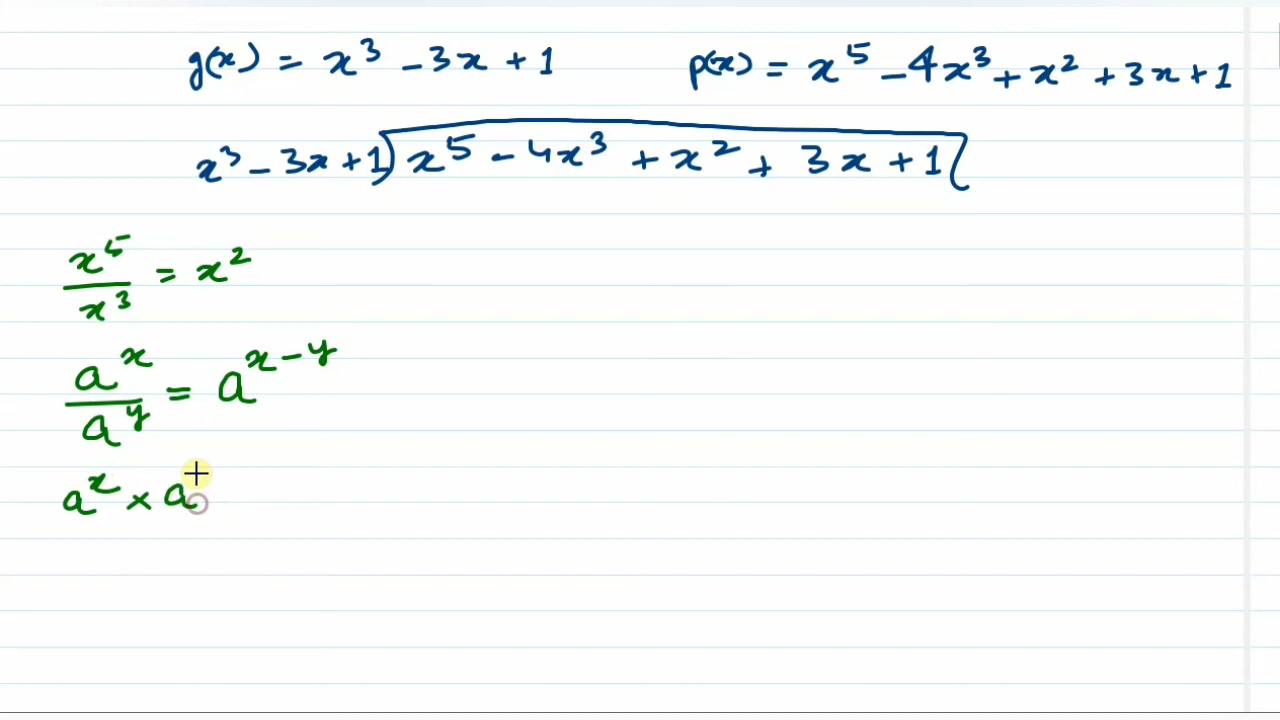 g(x) = x³ - 3x + 1    p(x) = x⁵ - 4x³ + x² + 3x + 1
x³ - 3x + 1) x⁵ - 4x³ + x² + 3x + 1 (
x⁵/x³ = x²
aˣ/aʸ = aˣ⁻ʸ
aˣ × a